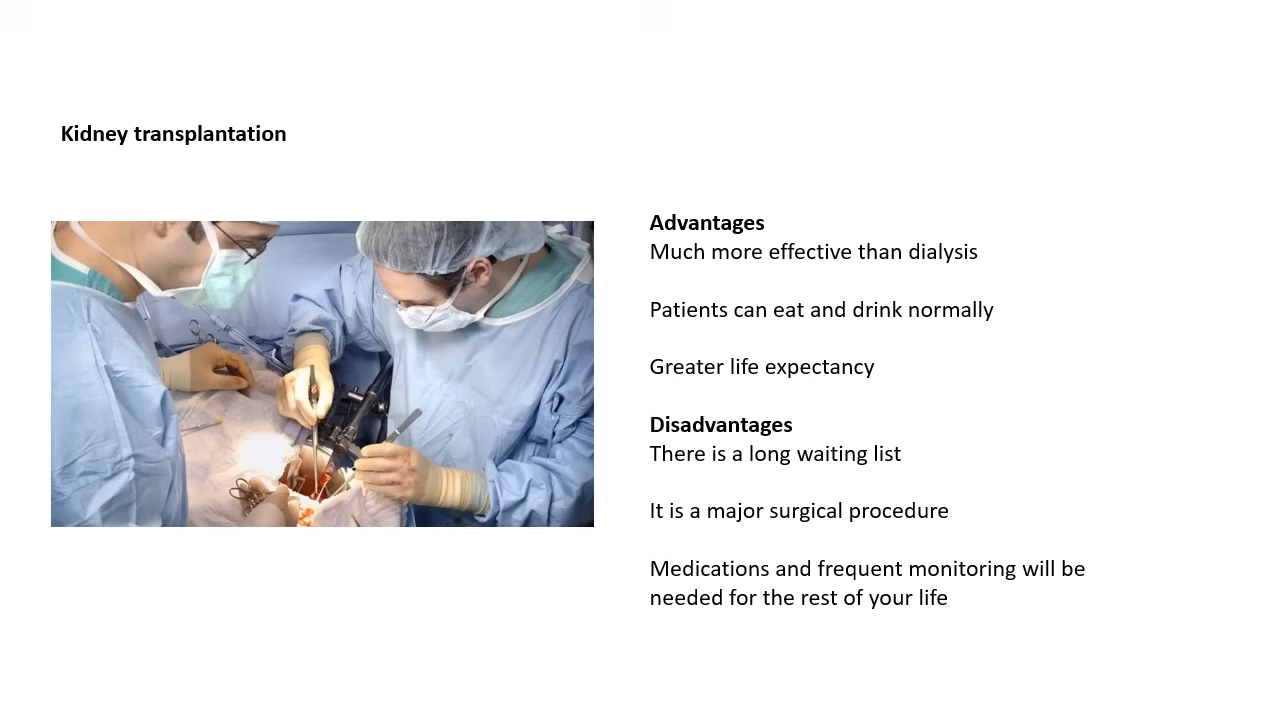 Kidney transplantation
Advantages
Much more effective than dialysis
Patients can eat and drink normally
Greater life expectancy
Disadvantages
There is a long waiting list
It is a major surgical procedure
Medications and frequent monitoring will be
needed for the rest of your life